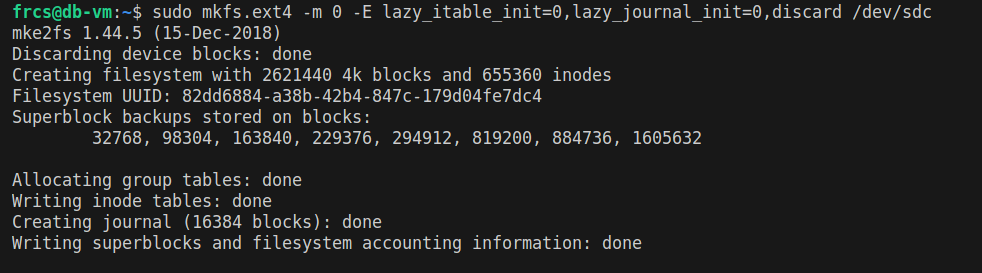 frcs@db-vm:~$ sudo mkfs.ext4 -m 0 -E lazy_itable_init=0,lazy_journal_init=0,discard /dev/sdc
mke2fs 1.44.5 (15-Dec-2018)
Discarding device blocks: done
Creating filesystem with 2621440 4k blocks and 655360 inodes
Filesystem UUID: 82dd6884-a38b-42b4-847c-179d04fe7dc4
Superblock backups stored on blocks:
        32768, 98304, 163840, 229376, 294912, 819200, 884736, 1605632

Allocating group tables: done
Writing inode tables: done
Creating journal (16384 blocks): done
Writing superblocks and filesystem accounting information: done